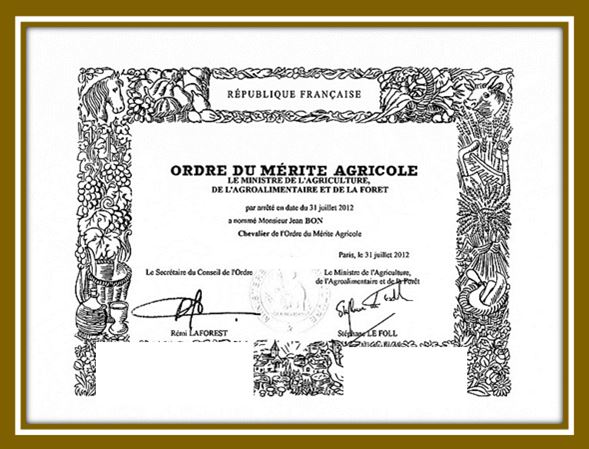 RÉPUBLIQUE FRANÇAISE
ORDRE DU MÉRITE AGRICOLE
LE MINISTRE DE L'AGRICULTURE,
DE L'AGROALIMENTAIRE ET DE LA FORET
par arrêté en date du 31 juillet 2012
a nommé Monsieur Jean BON
Chevalier de l'Ordre du Mérite Agricole
Paris, le 31 juillet 2012
Le Secrétaire du Conseil de l'Ordre
Le Ministre de l'Agriculture,
de l'Agroalimentaire et de la Forêt
Rémi LAFOREST
Stéphane LE FOLL